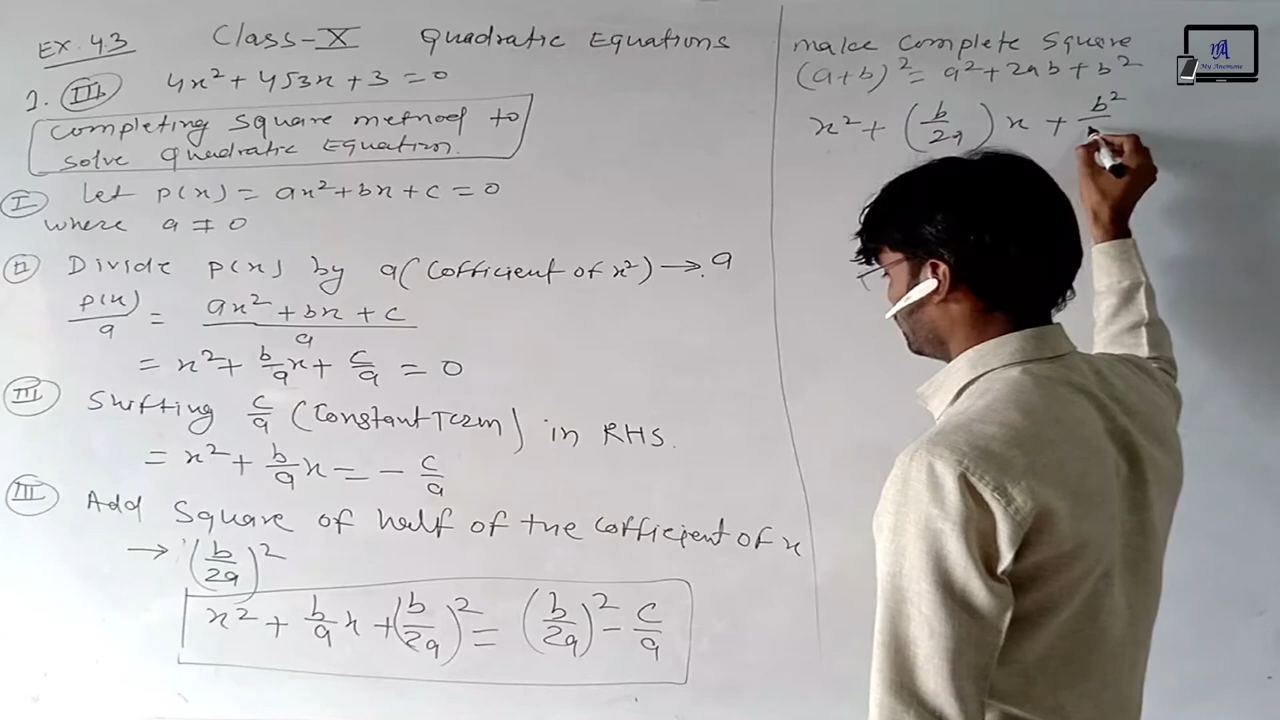 Ex. 4.3 Class-X Quadratic Equations
1. (iii) 4x² + 4√3x + 3 = 0
Completing Square method to
solve Quadratic Equation.
(I) let p(x) = ax² + bx + c = 0
where a ≠ 0
(II) Divide p(x) by a (Cofficient of x²) → a
p(x)/a = (ax² + bx + c)/a
= x² + b/a x + c/a = 0
(III) Shifting c/a (Constant Term) in RHS.
= x² + b/a x = - c/a
(III) Add Square of half of the cofficient of x
→ (b/2a)²
x² + b/a x + (b/2a)² = (b/2a)² - c/a
make Complete Square
(a+b)² = a² + 2ab + b²
x² + (b/2a) x + b²/
MA
My Anemone